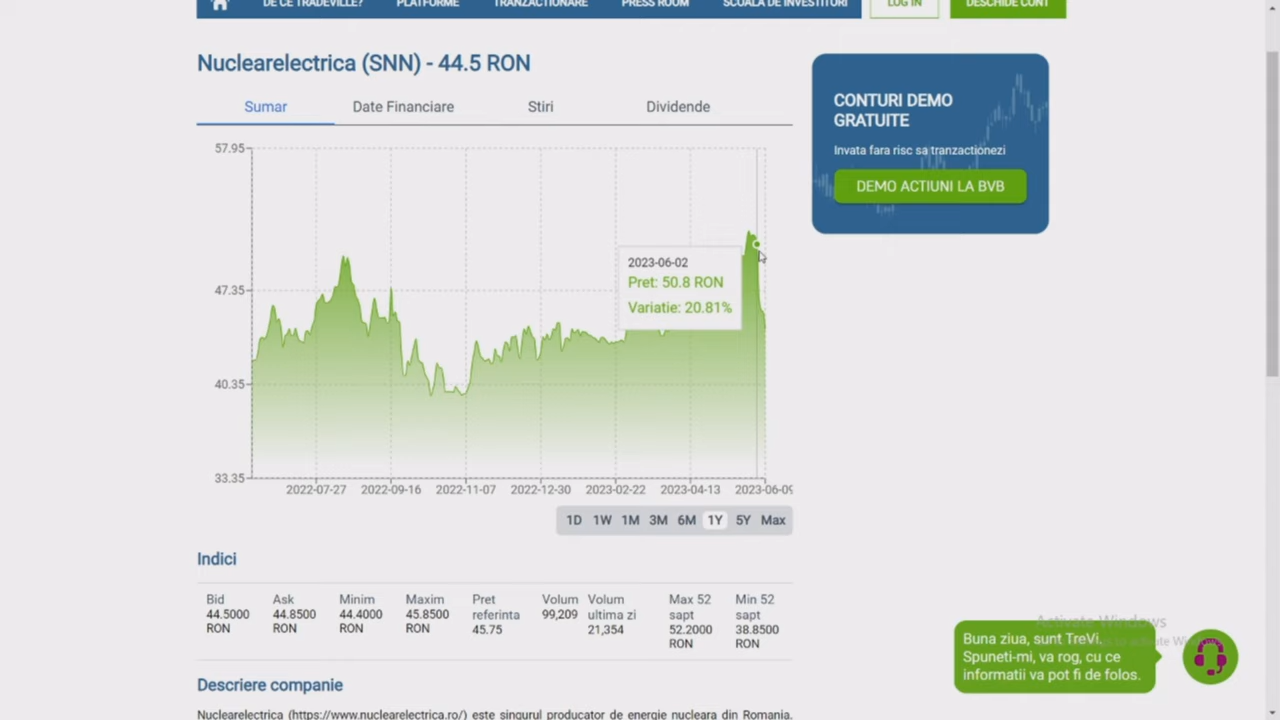 DE CE TRADEVILLE? PLATFORME TRANZACTIONARE PRESS ROOM SCOALA DE INVESTITORI LOG IN DESCHIDE CONT
Nuclearelectrica (SNN) - 44.5 RON
Sumar Date Financiare Stiri Dividende
57.95
47.35
40.35
33.35
2023-06-02
Pret: 50.8 RON
Variatie: 20.81%
2022-07-27 2022-09-16 2022-11-07 2022-12-30 2023-02-22 2023-04-13 2023-06-09
1D 1W 1M 3M 6M 1Y 5Y Max
CONTURI DEMO
GRATUITE
Invata fara risc sa tranzactionezi
DEMO ACTIUNI LA BVB
Indici
Bid
44.5000
RON
Ask
44.8500
RON
Minim
44.4000
RON
Maxim
45.8500
RON
Pret
referinta
45.75
Volum
99,209
Volum
ultima zi
21,354
Max 52
sapt
52.2000
RON
Min 52
sapt
38.8500
RON
Descriere companie
Nuclearelectrica (https://www.nuclearelectrica.ro/) este singurul producator de energie nucleara din Romania.
Activate Windows
to activate Wi
Buna ziua, sunt TreVi.
Spuneti-mi, va rog, cu ce
informatii va pot fi de folos.